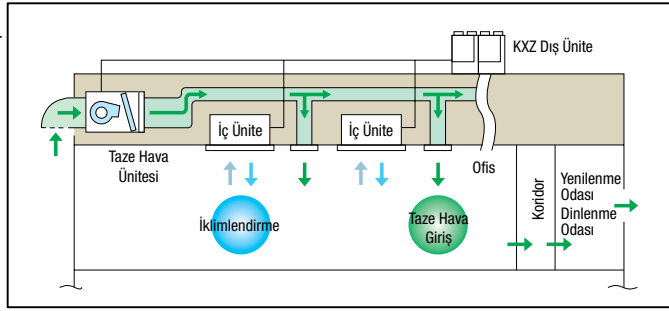 KXZ Dış Ünite
İç Ünite
İç Ünite
Taze Hava
Ünitesi
Ofis
İklimlendirme
Taze Hava
Giriş
Koridor
Yenilenme
Odası
Dinlenme
Odası